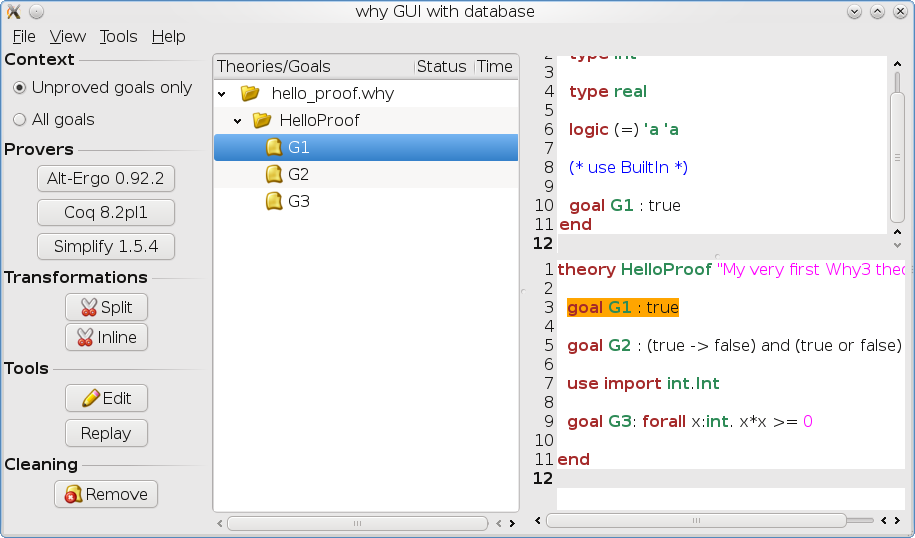 why GUI with database
File View Tools Help
Context
Unproved goals only
All goals
Provers
Alt-Ergo 0.92.2
Coq 8.2pl1
Simplify 1.5.4
Transformations
Split
Inline
Tools
Edit
Replay
Cleaning
Remove
Theories/Goals Status Time
hello_proof.why
HelloProof
G1
G2
G3
2 type int
3
4 type real
5
6 logic (=) 'a 'a
7
8 (* use BuiltIn *)
9
10 goal G1 : true
11 end
12
1 theory HelloProof "My very first Why3 theo
2
3 goal G1 : true
4
5 goal G2 : (true -> false) and (true or false)
6
7 use import int.Int
8
9 goal G3: forall x:int. x*x >= 0
10
11 end
12